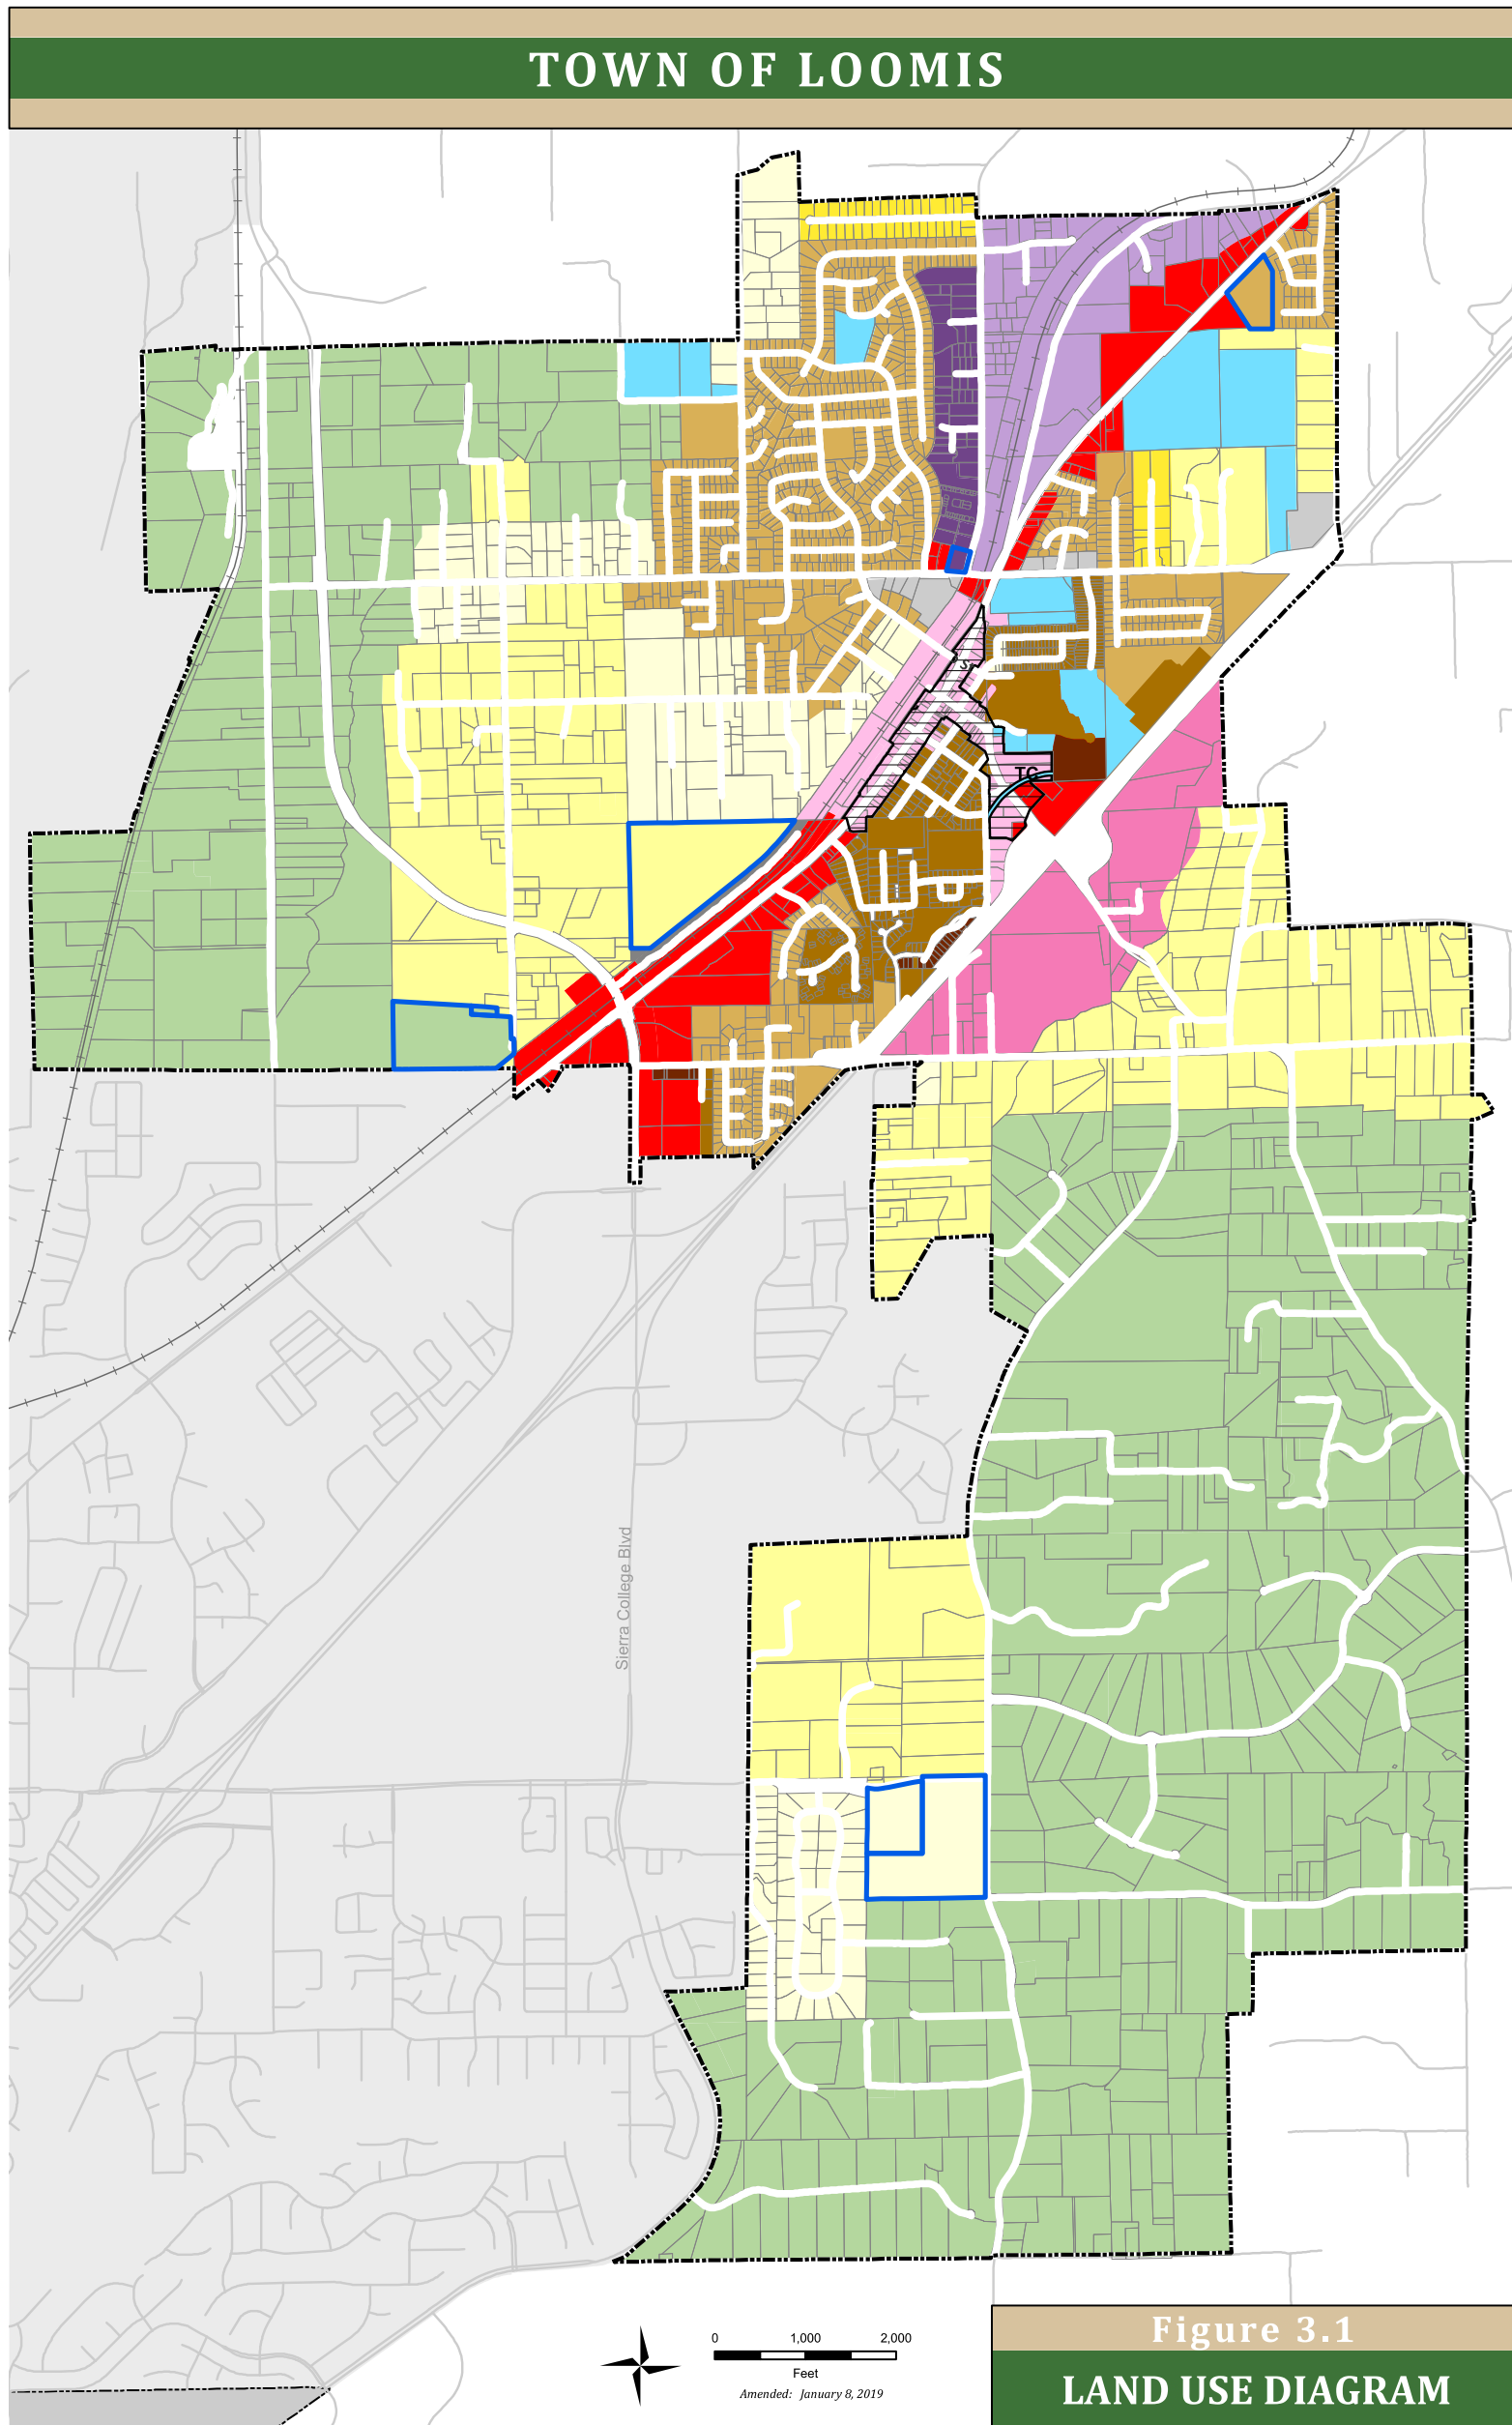 TOWN OF LOOMIS
TC
Sierra College Blvd
0 1,000 2,000
Feet
Amended: January 8, 2019
Figure 3.1
LAND USE DIAGRAM